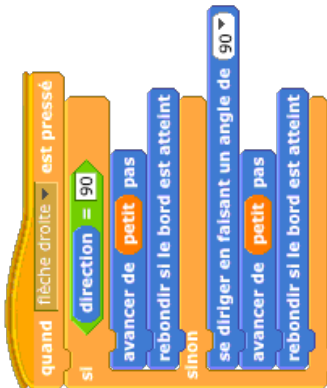 quand flèche droite est pressé
si direction = 90
avancer de petit pas
rebondir si le bord est atteint
sinon
se diriger en faisant un angle de 90
avancer de petit pas
rebondir si le bord est atteint